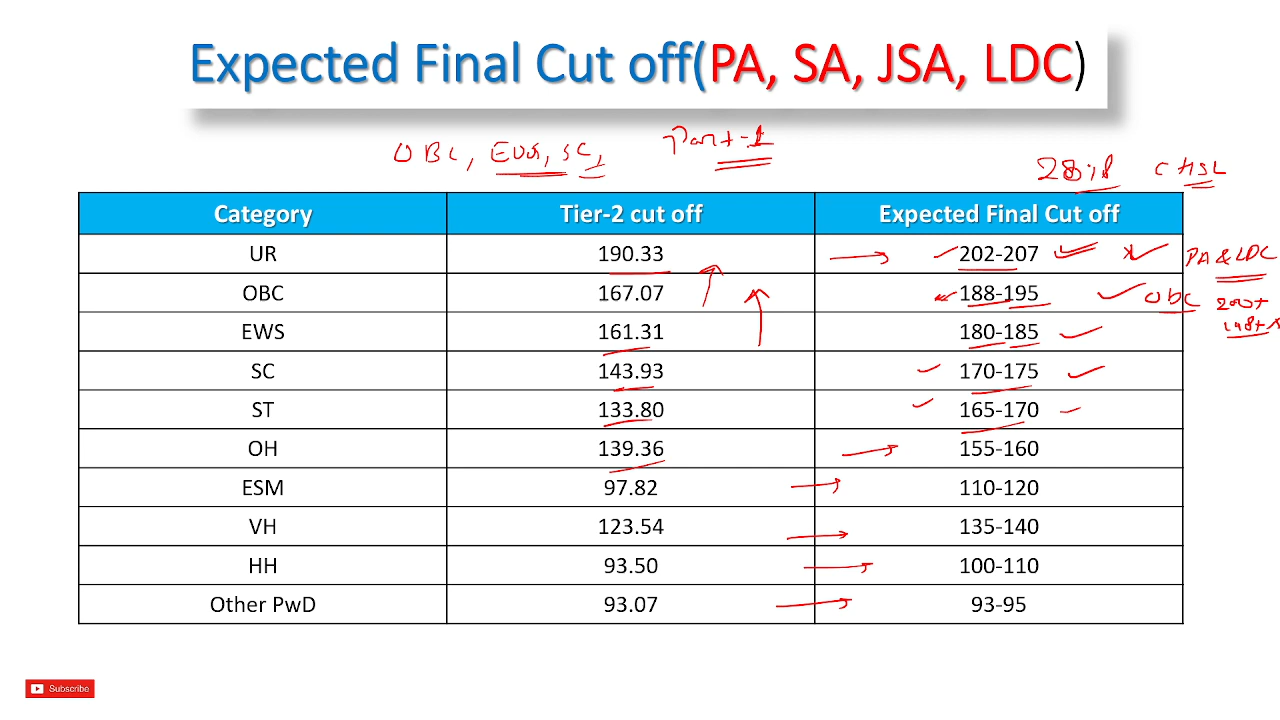 Expected Final Cut off(PA, SA, JSA, LDC)
OBC, EWS, SC, Part-1
2018 CHSL
Category Tier-2 cut off Expected Final Cut off
UR 190.33 202-207 PA & LDC
OBC 167.07 188-195 OBC 200+
EWS 161.31 180-185 198+
SC 143.93 170-175
ST 133.80 165-170
OH 139.36 155-160
ESM 97.82 110-120
VH 123.54 135-140
HH 93.50 100-110
Other PwD 93.07 93-95
Subscribe